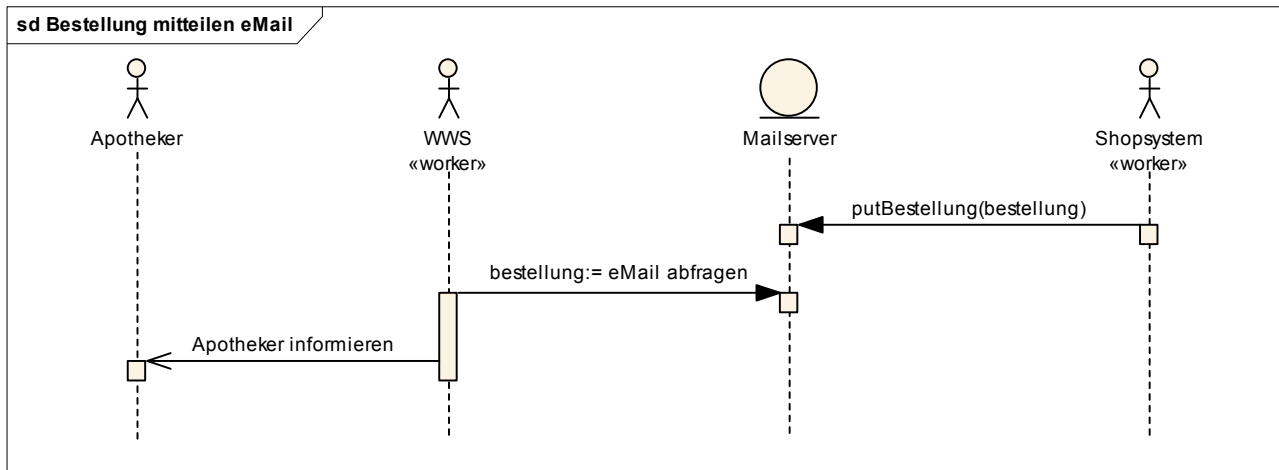 sd Bestellung mitteilen eMail
Apotheker
WWS
«worker»
Mailserver
Shopsystem
«worker»
putBestellung(bestellung)
bestellung:= eMail abfragen
Apotheker informieren